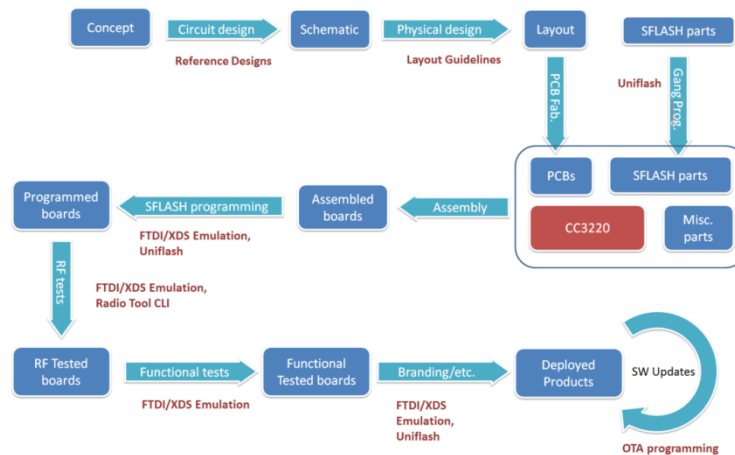 Concept
Circuit design
Schematic
Physical design
Layout
SFLASH parts
Reference Designs
Layout Guidelines
PCB Fab.
Uniflash
Gang Prog.
PCBs
SFLASH parts
CC3220
Misc.
parts
Assembly
Assembled
boards
SFLASH programming
Programmed
boards
FTDI/XDS Emulation,
Uniflash
RF tests
FTDI/XDS Emulation,
Radio Tool CLI
RF Tested
boards
Functional tests
FTDI/XDS Emulation
Functional
Tested boards
Branding/etc.
FTDI/XDS
Emulation,
Uniflash
Deployed
Products
SW Updates
OTA programming